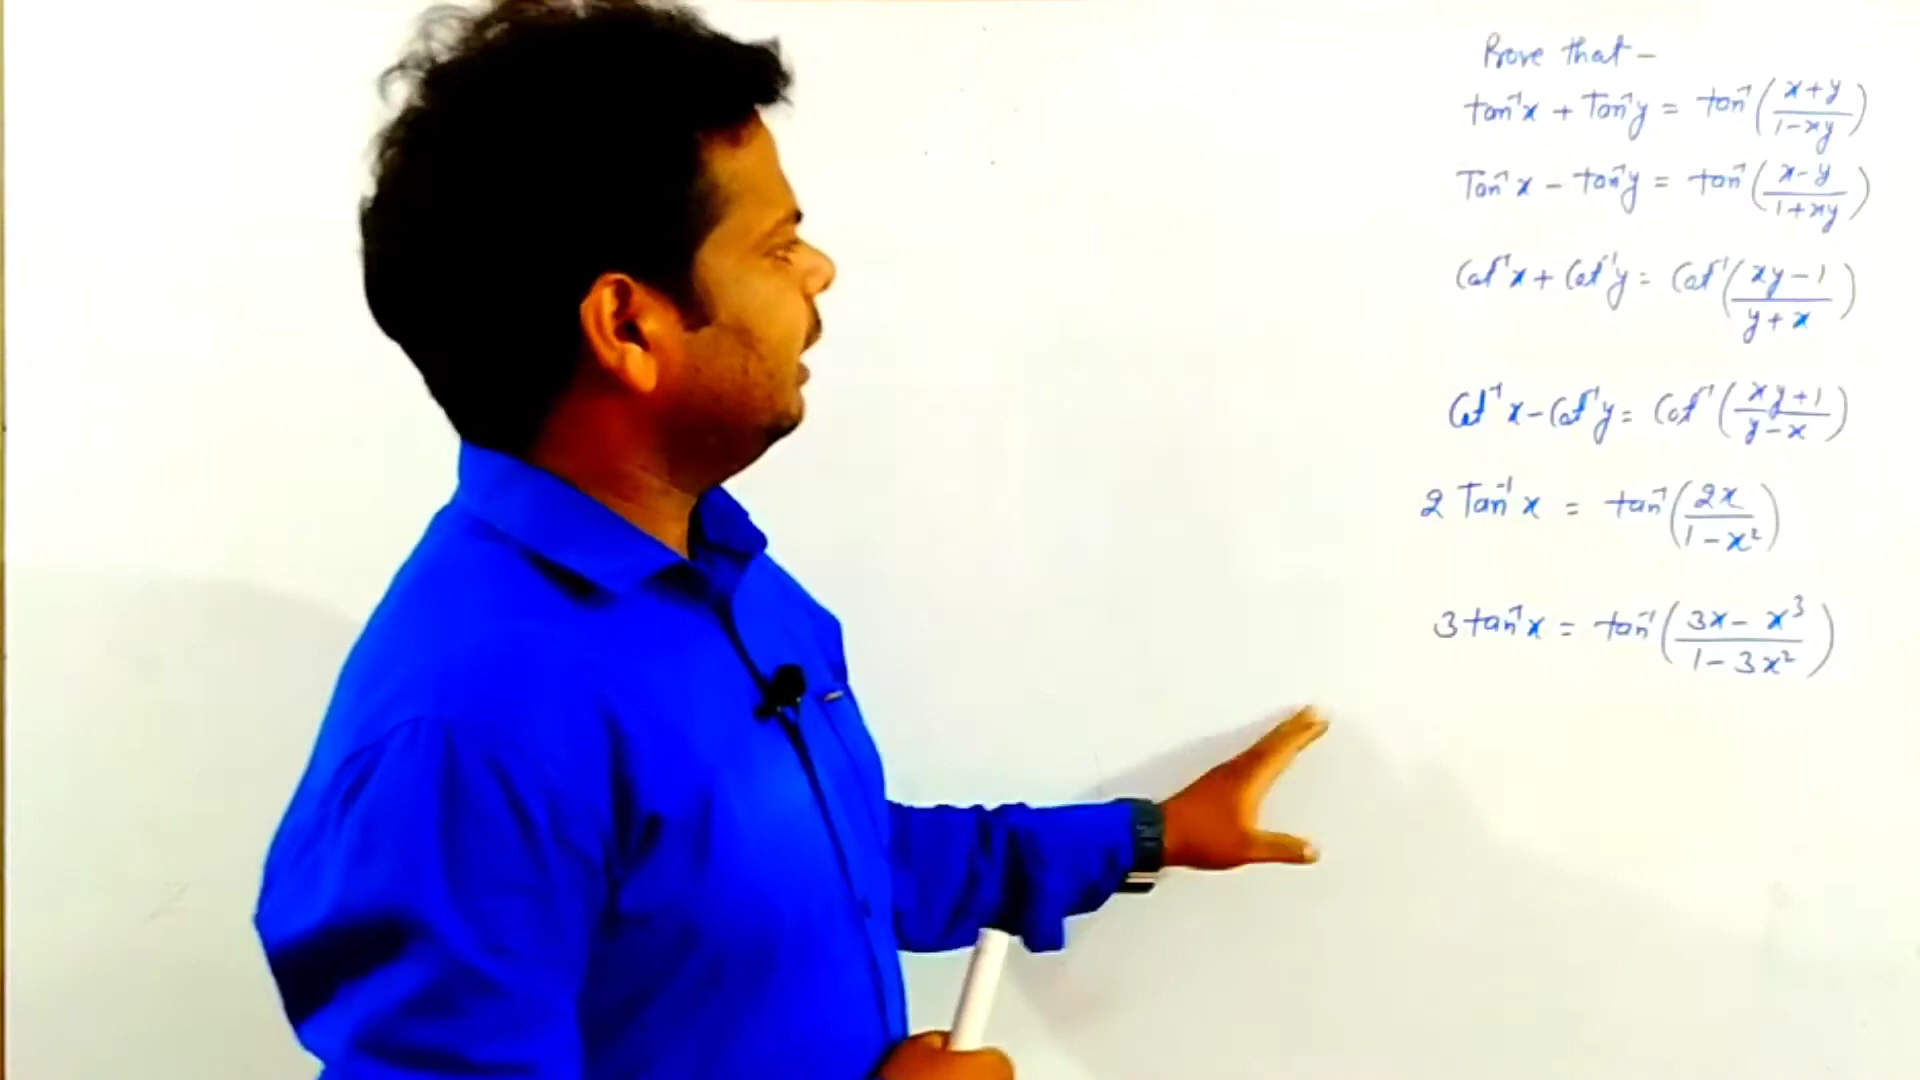 Prove that –
tan⁻¹x + Tan⁻¹y = tan⁻¹((x+y)/(1-xy))
Tan⁻¹x – tan⁻¹y = tan⁻¹((x-y)/(1+xy))
Cot⁻¹x + Cot⁻¹y = Cot⁻¹((xy-1)/(y+x))
Cot⁻¹x – Cot⁻¹y = Cot⁻¹((xy+1)/(y-x))
2 Tan⁻¹x = tan⁻¹((2x)/(1-x²))
3 tan⁻¹x = tan⁻¹((3x-x³)/(1-3x²))